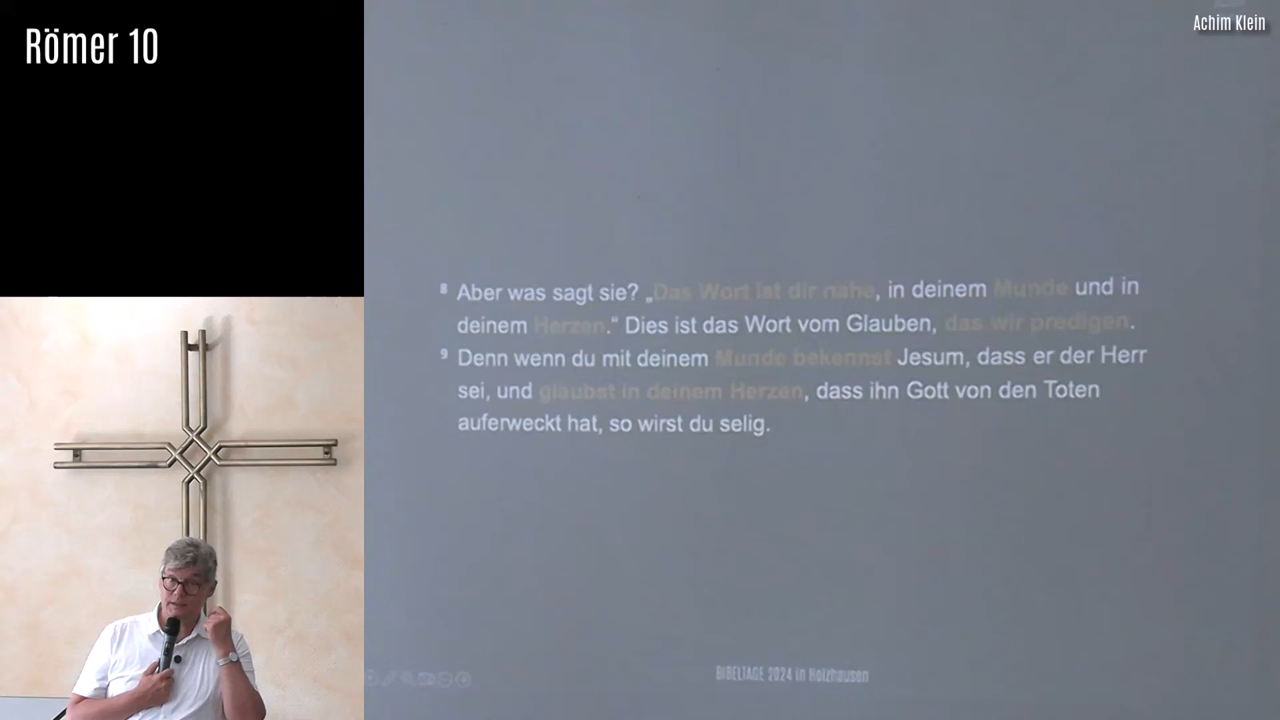 Römer 10
Achim Klein
8 Aber was sagt sie? „Das Wort ist dir nahe, in deinem Munde und in
deinem Herzen.“ Dies ist das Wort vom Glauben, das wir predigen.
9 Denn wenn du mit deinem Munde bekennst Jesum, dass er der Herr
sei, und glaubst in deinem Herzen, dass ihn Gott von den Toten
auferweckt hat, so wirst du selig.
BIBELTAGE 2024 in Holzhausen